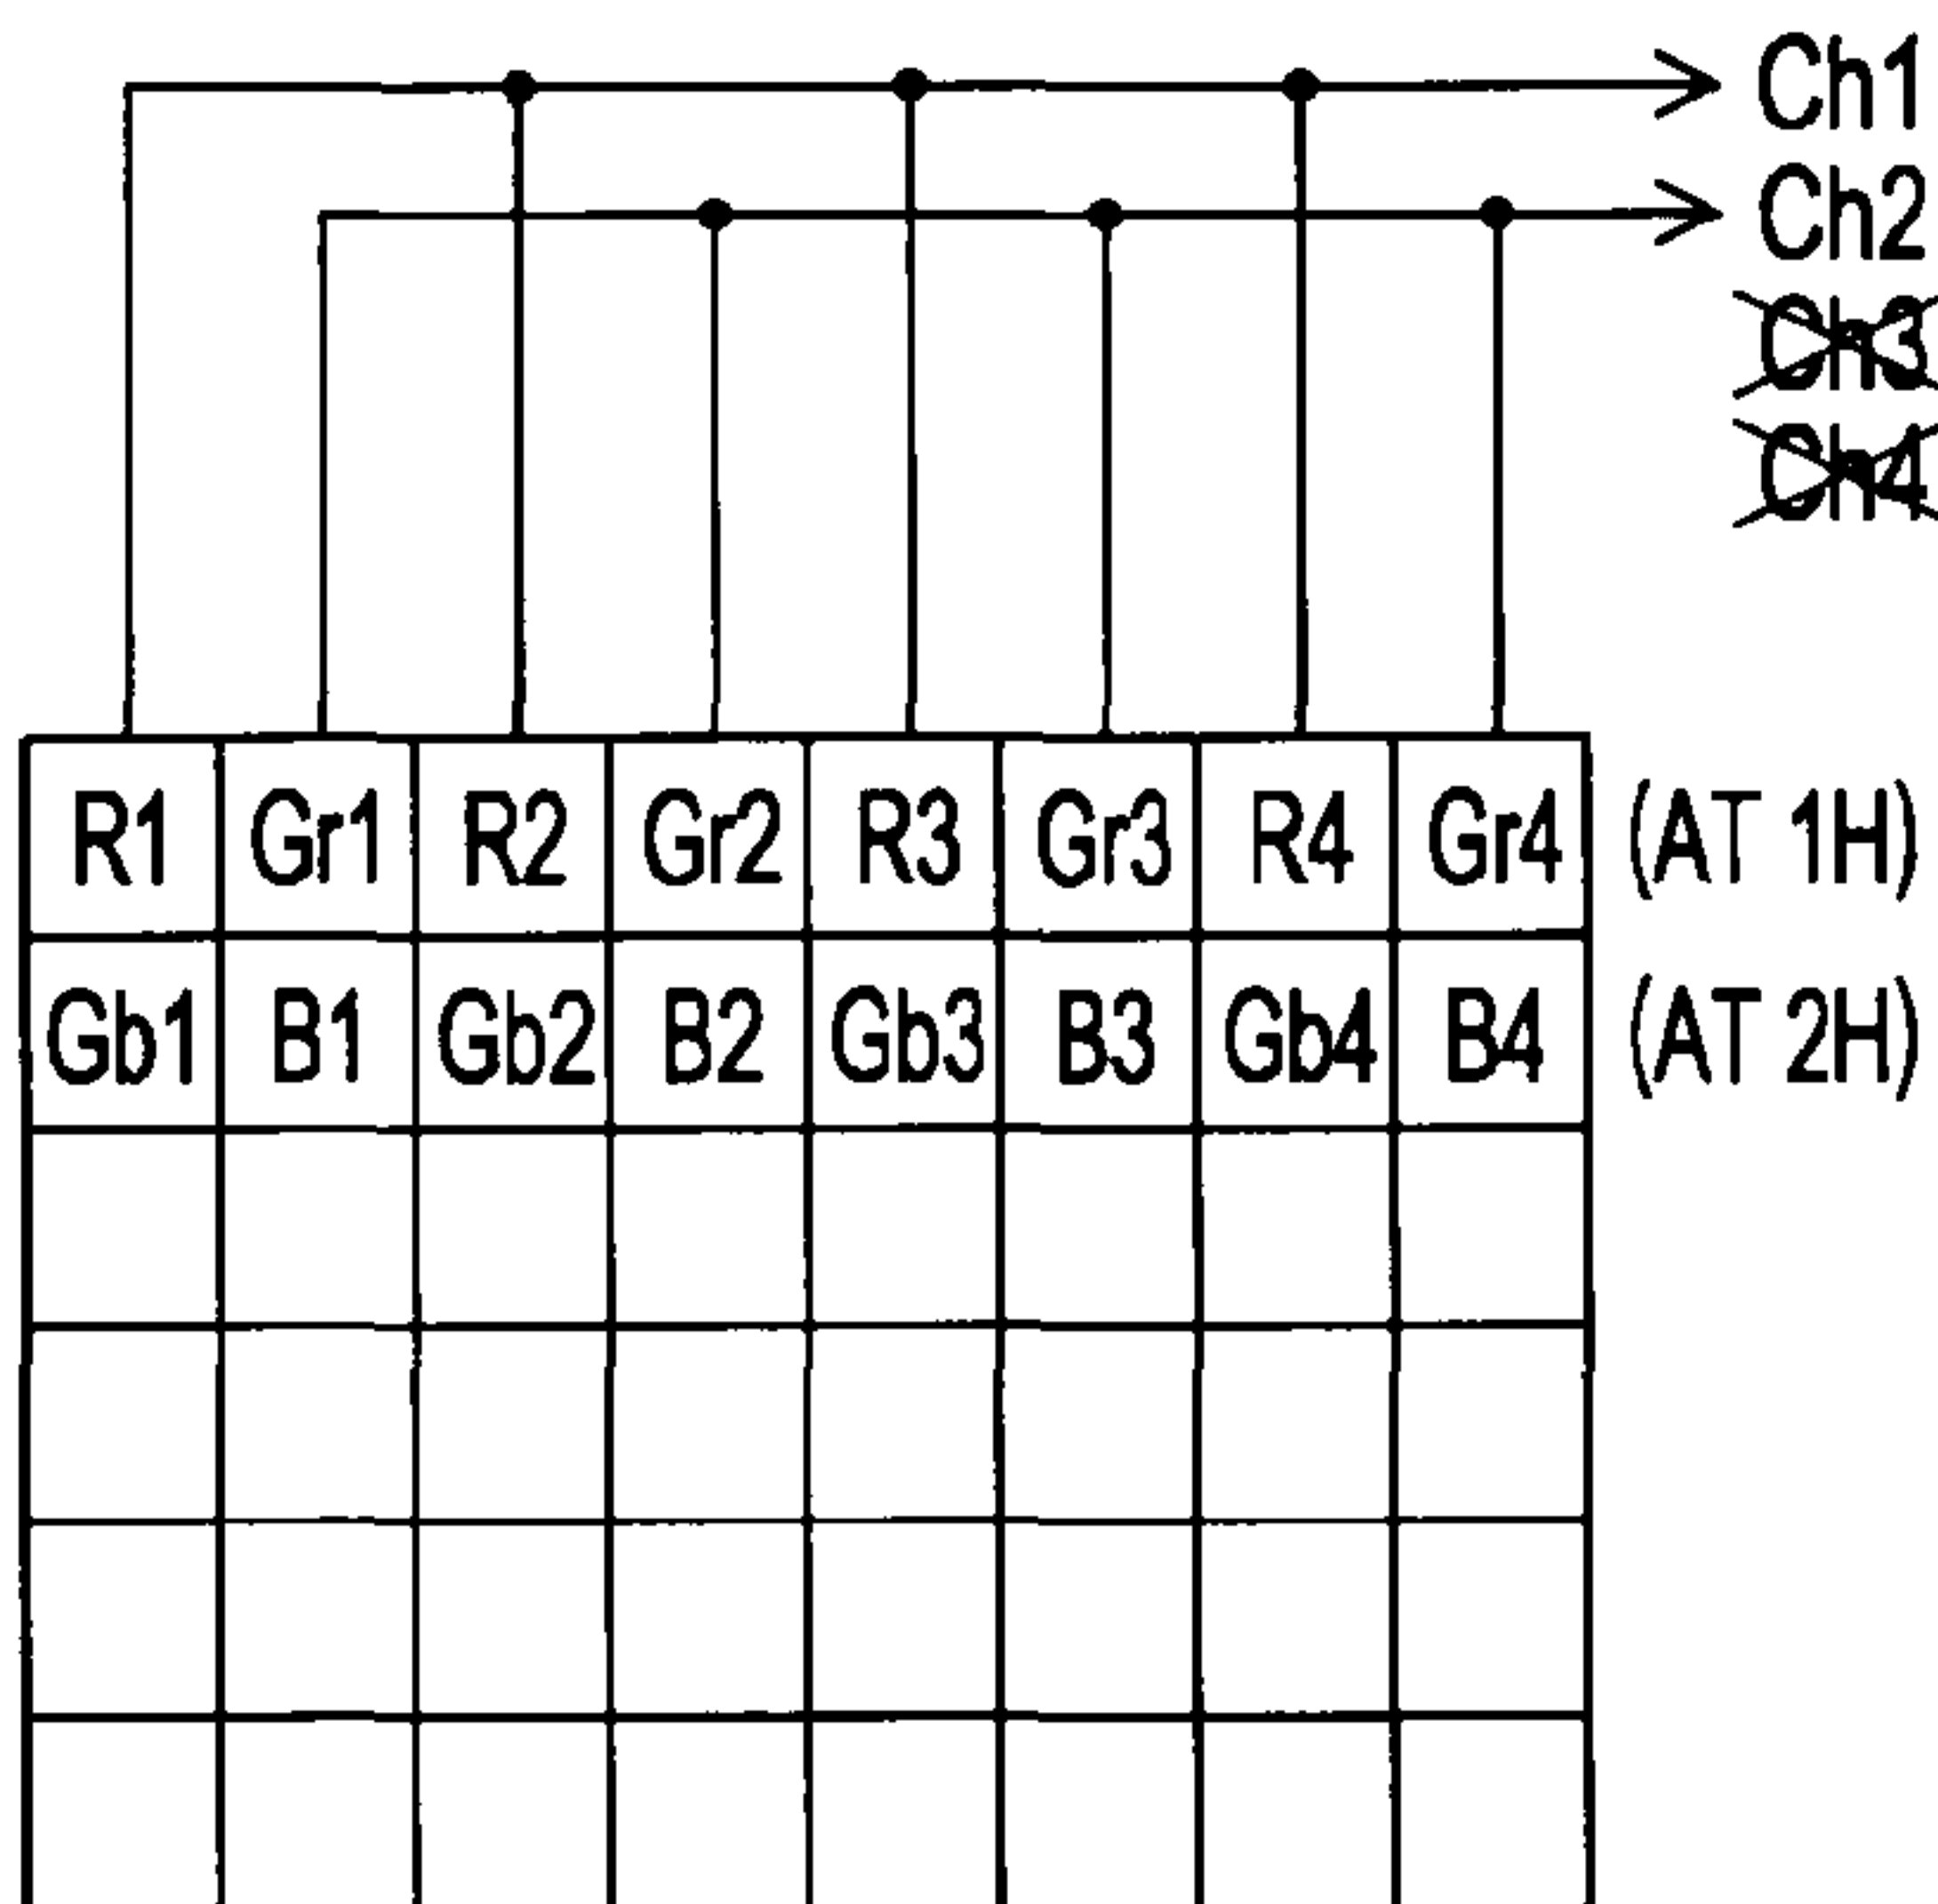 Ch1
Ch2
Ch3
Ch4
R1 Gr1 R2 Gr2 R3 Gr3 R4 Gr4 (AT 1H)
Gb1 B1 Gb2 B2 Gb3 B3 Gb4 B4 (AT 2H)